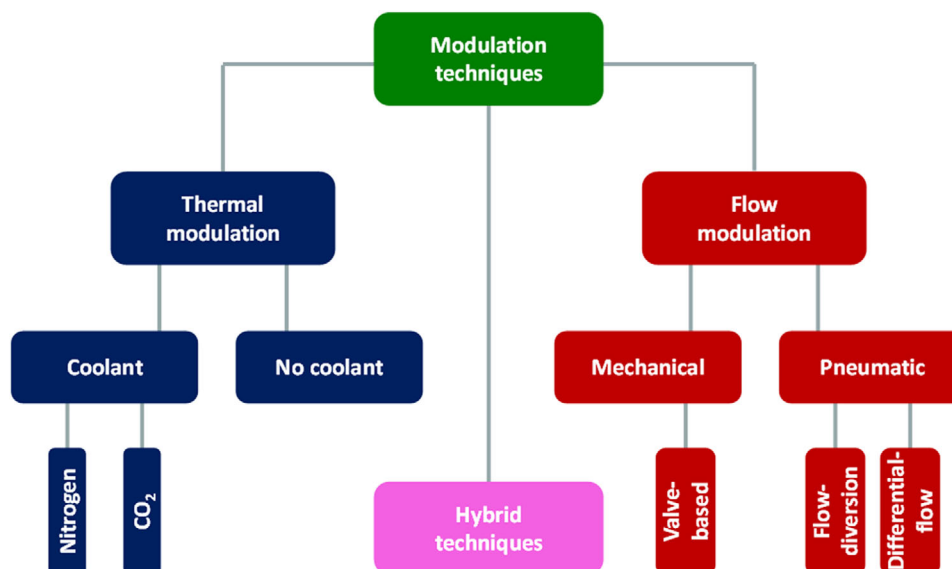 Modulation
techniques
Thermal
modulation
Flow
modulation
Coolant
No coolant
Mechanical
Pneumatic
Nitrogen
CO₂
Hybrid
techniques
Valve-
based
Flow-
diversion
Differential-
flow